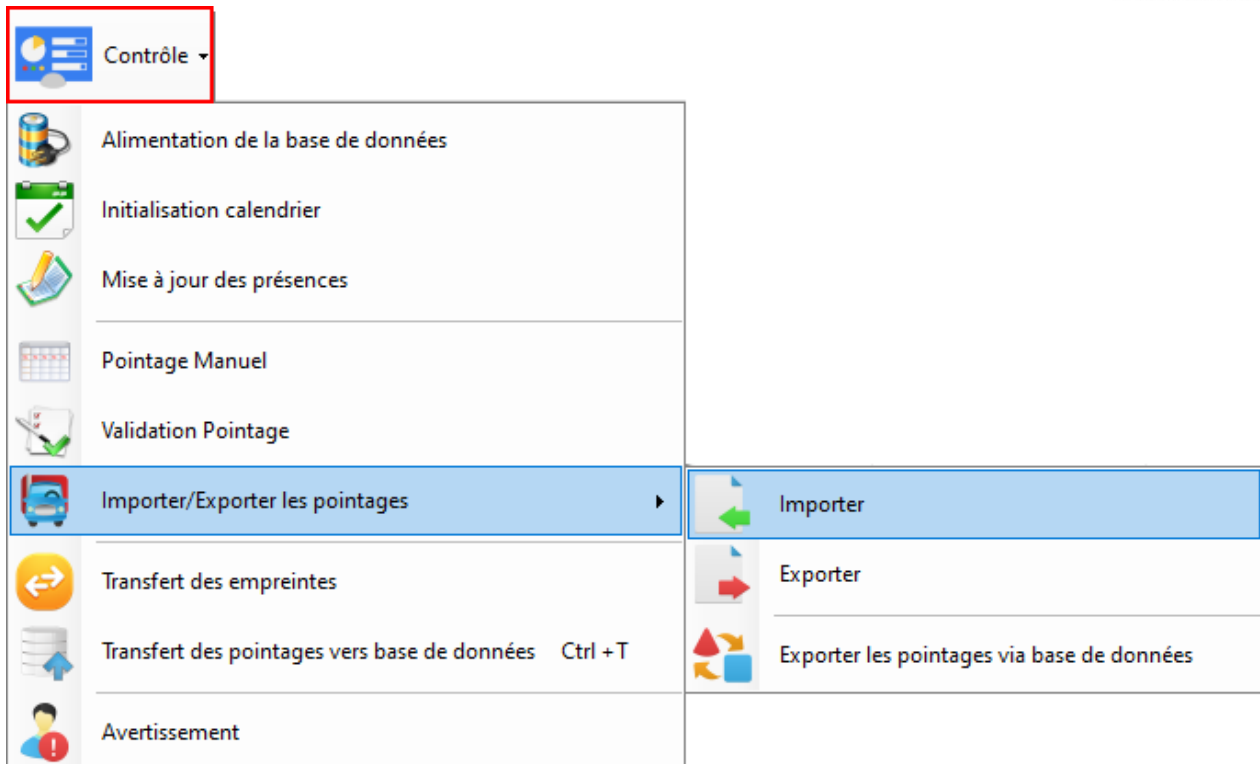 Contrôle
Alimentation de la base de données
Initialisation calendrier
Mise à jour des présences
Pointage Manuel
Validation Pointage
Importer/Exporter les pointages
Importer
Exporter
Transfert des empreintes
Transfert des pointages vers base de données Ctrl +T
Exporter les pointages via base de données
Avertissement